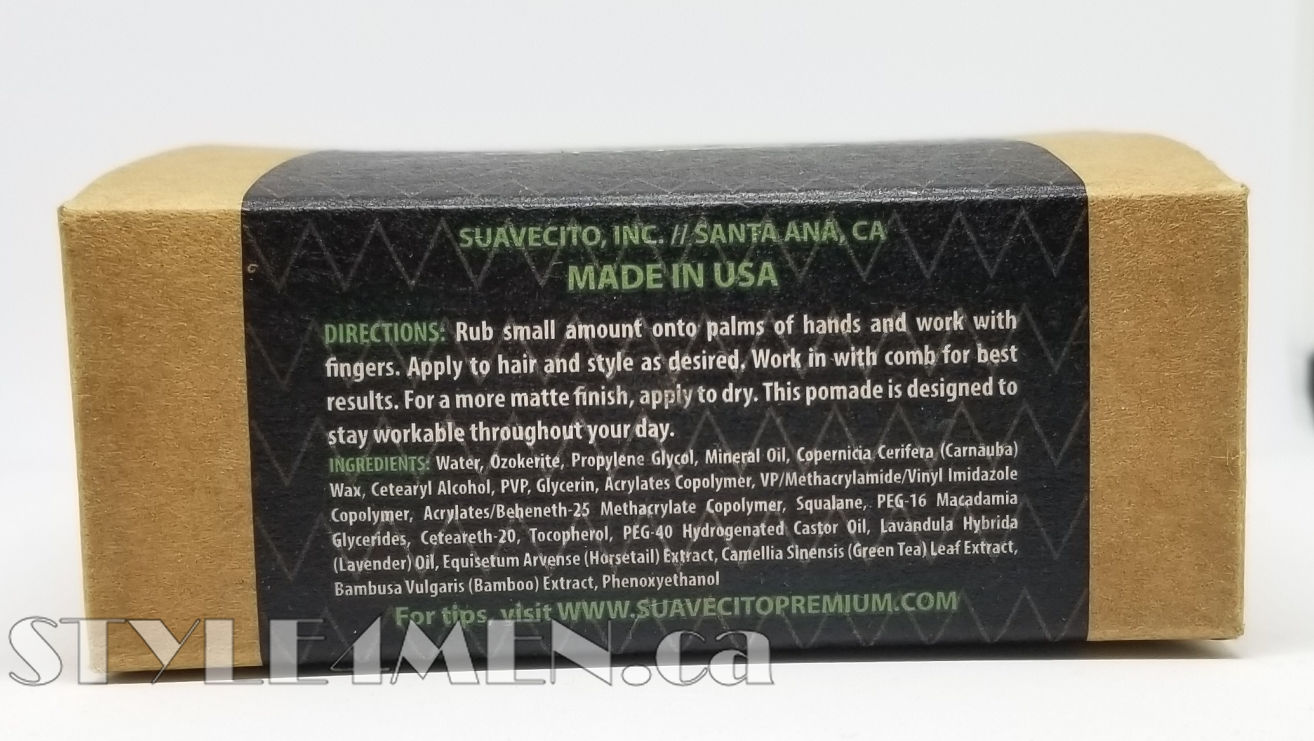 SUAVECITO, INC. // SANTA ANA, CA
MADE IN USA
DIRECTIONS: Rub small amount onto palms of hands and work with
fingers. Apply to hair and style as desired. Work in with comb for best
results. For a more matte finish, apply to dry. This pomade is designed to
stay workable throughout your day.
INGREDIENTS: Water, Ozokerite, Propylene Glycol, Mineral Oil, Copernicia Cerifera (Carnauba)
Wax, Cetearyl Alcohol, PVP, Glycerin, Acrylates Copolymer, VP/Methacrylamide/Vinyl Imidazole
Copolymer, Acrylates/Beheneth-25 Methacrylate Copolymer, Squalane, PEG-16 Macadamia
Glycerides, Ceteareth-20, Tocopherol, PEG-40 Hydrogenated Castor Oil, Lavandula Hybrida
(Lavender) Oil, Equisetum Arvense (Horsetail) Extract, Camellia Sinensis (Green Tea) Leaf Extract,
Bambusa Vulgaris (Bamboo) Extract, Phenoxyethanol
For tips, visit WWW.SUAVECITOPREMIUM.COM
STYLE4MEN.ca